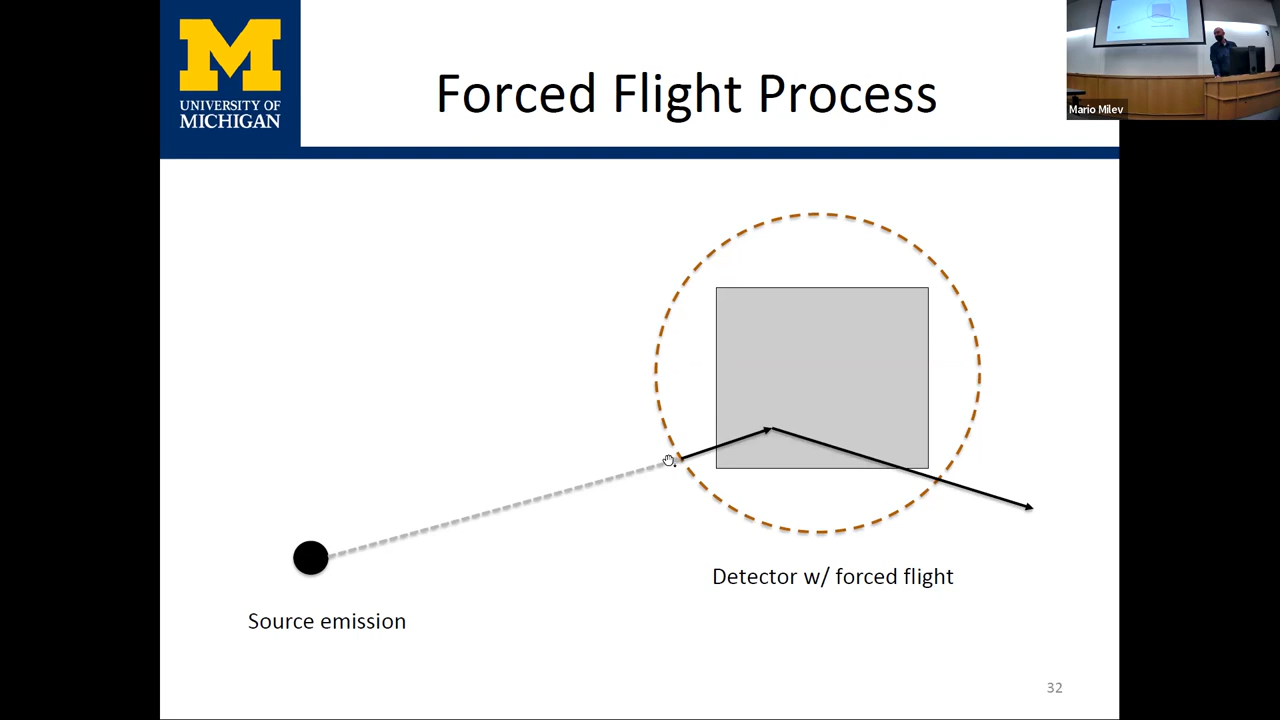 UNIVERSITY OF
MICHIGAN
Forced Flight Process
Mario Milev
Detector w/ forced flight
Source emission
32